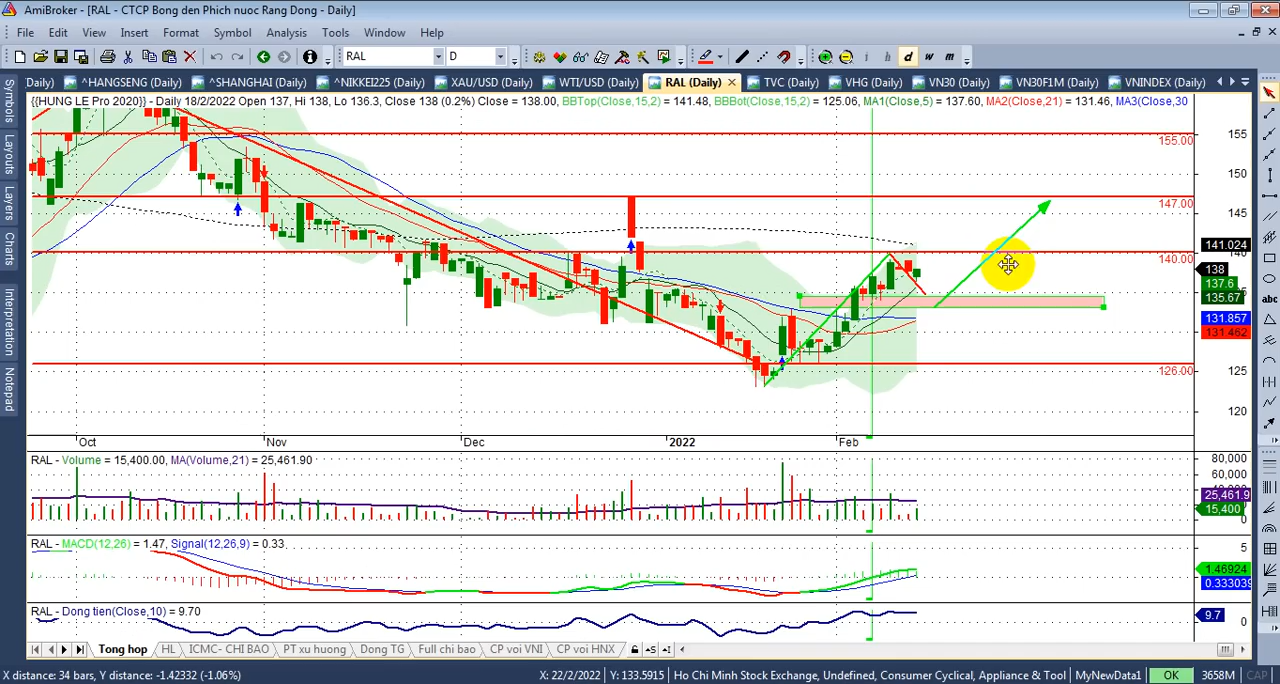 AmiBroker - [RAL - CTCP Bong den Phich nuoc Rang Dong - Daily]
File Edit View Insert Format Symbol Analysis Tools Window Help
RAL D i h d w m
Daily) ^HANGSENG (Daily) ^SHANGHAI (Daily) ^NIKKEI225 (Daily) XAU/USD (Daily) WTI/USD (Daily) RAL (Daily) TVC (Daily) VHG (Daily) VN30 (Daily) VN30F1M (Daily) VNINDEX (Daily)
Symbols
Layouts
Layers
Charts
Interpretation
Notepad
{{HUNG LE Pro 2020}} - Daily 18/2/2022 Open 137, Hi 138, Lo 136.3, Close 138 (0.2%) Close = 138.00, BBTop(Close,15,2) = 141.48, BBBot(Close,15,2) = 125.06, MA1(Close,5) = 137.60, MA2(Close,21) = 131.46, MA3(Close,30
155
155.00
150
147.00
145
141.024
140.00
138
137.6
135.67
131.857
131.462
126.00
125
120
Oct Nov Dec 2022 Feb
RAL - Volume = 15,400.00, MA(Volume,21) = 25,461.90
80,000
60,000
25,461.9
15,400
0
RAL - MACD(12,26) = 1.47, Signal(12,26,9) = 0.33
5
1.46924
0.333039
RAL - Dong tien(Close,10) = 9.70
9.7
0
Tong hop HL ICMC- CHI BAO PT xu huong Dong TG Full chi bao CP voi VNI CP voi HNX
X distance: 34 bars, Y distance: -1.42332 (-1.06%) X: 22/2/2022 Y: 133.5915 Ho Chi Minh Stock Exchange, Undefined, Consumer Cyclical, Appliance & Tool MyNewData1 OK 3658M CAP
abc